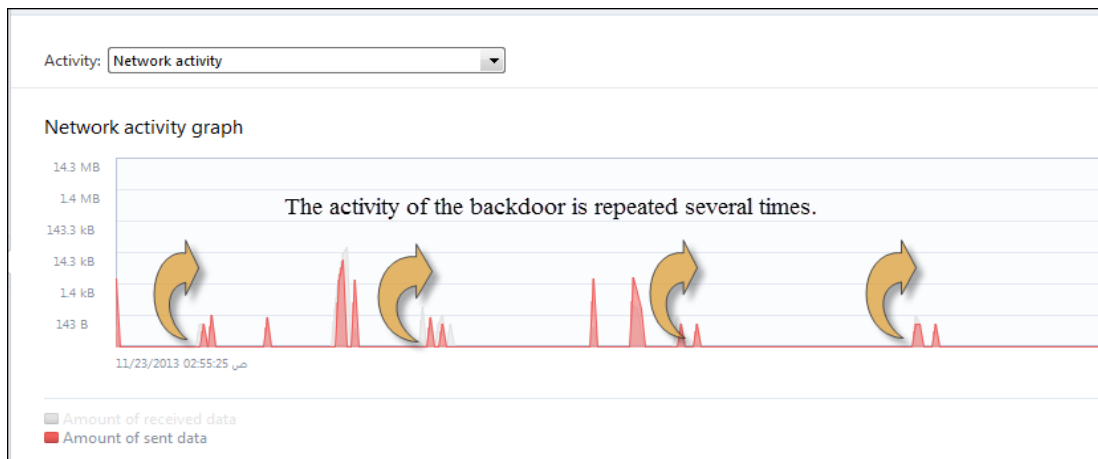 Activity: Network activity
Network activity graph
14.3 MB
1.4 MB
The activity of the backdoor is repeated several times.
143.3 kB
14.3 kB
1.4 kB
143 B
11/23/2013 02:55:25 ص
Amount of received data
Amount of sent data